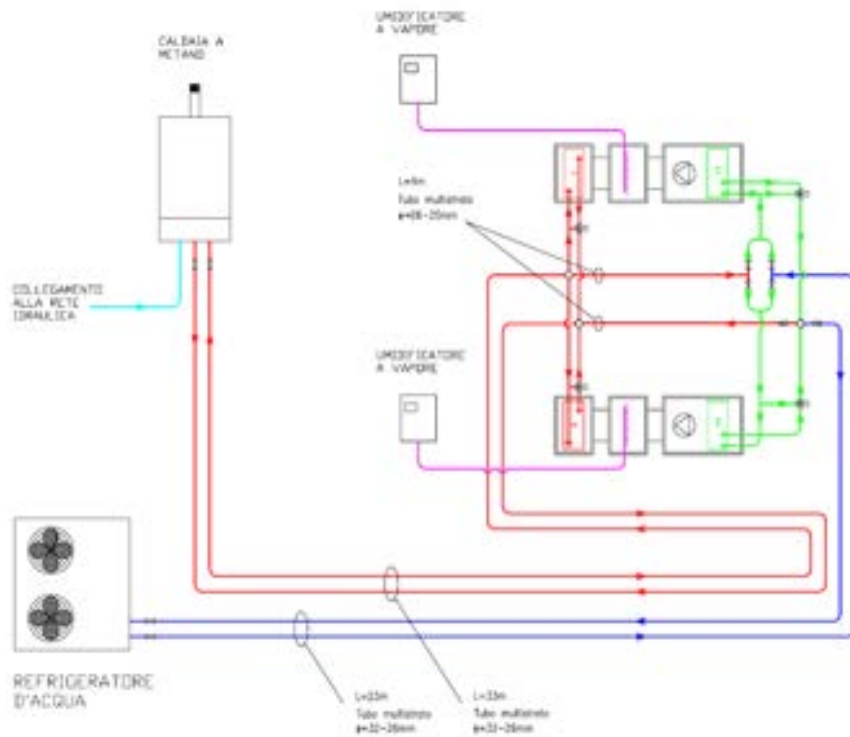 UMIDIFICATORE
A VAPORE
CALDAIA A
METANO
Tubo multistrato
COLLEGAMENTO
ALLA RETE
IDRAULICA
UMIDIFICATORE
A VAPORE
REFRIGERATORE
D'ACQUA
Tubo multistrato
Tubo multistrato